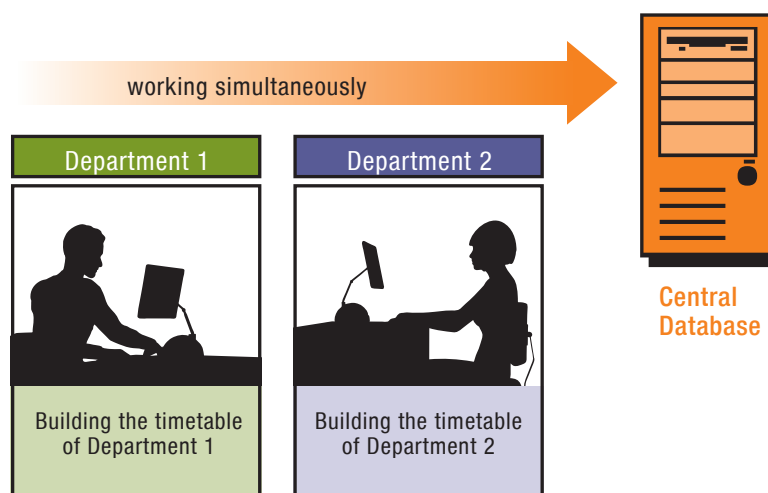 working simultaneously
Department 1
Department 2
Building the timetable
of Department 1
Building the timetable
of Department 2
Central
Database